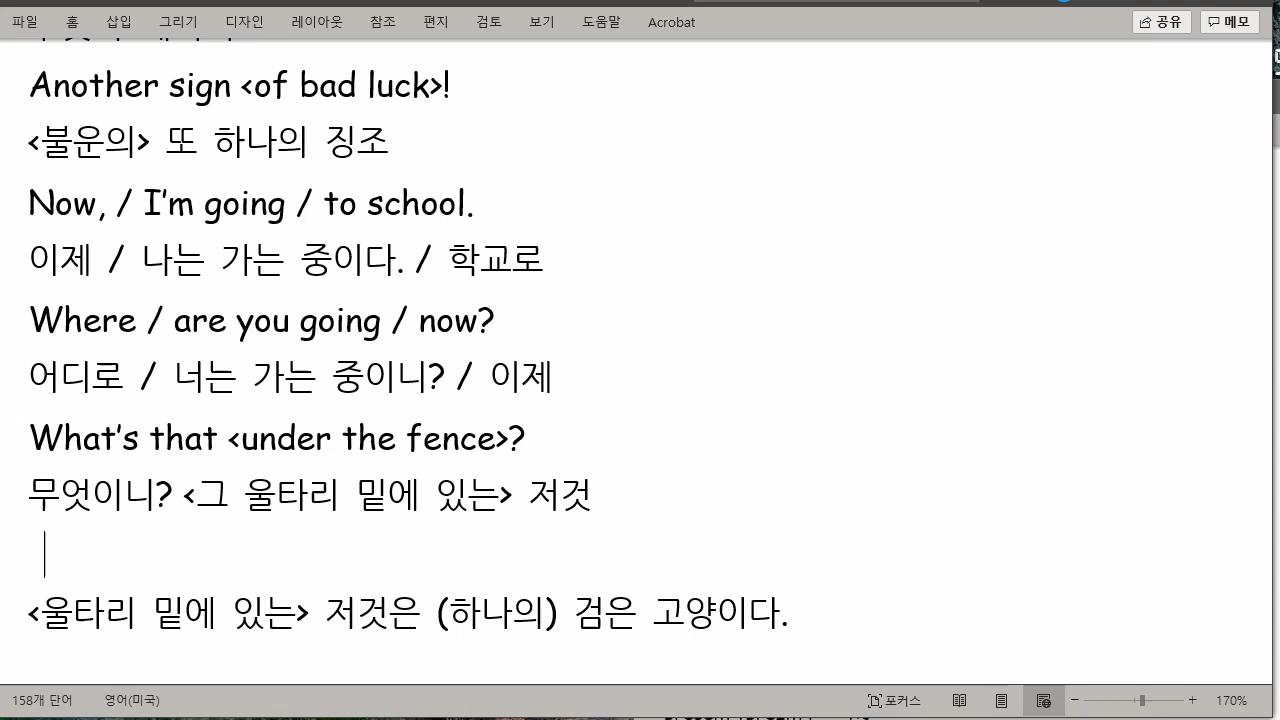 파일 홈 삽입 그리기 디자인 레이아웃 참조 편지 검토 보기 도움말 Acrobat 공유 메모
Another sign <of bad luck>!
<불운의> 또 하나의 징조
Now, / I'm going / to school.
이제 / 나는 가는 중이다. / 학교로
Where / are you going / now?
어디로 / 너는 가는 중이니? / 이제
What's that <under the fence>?
무엇이니? <그 울타리 밑에 있는> 저것
<울타리 밑에 있는> 저것은 (하나의) 검은 고양이다.
158개 단어 영어(미국) 포커스 170%